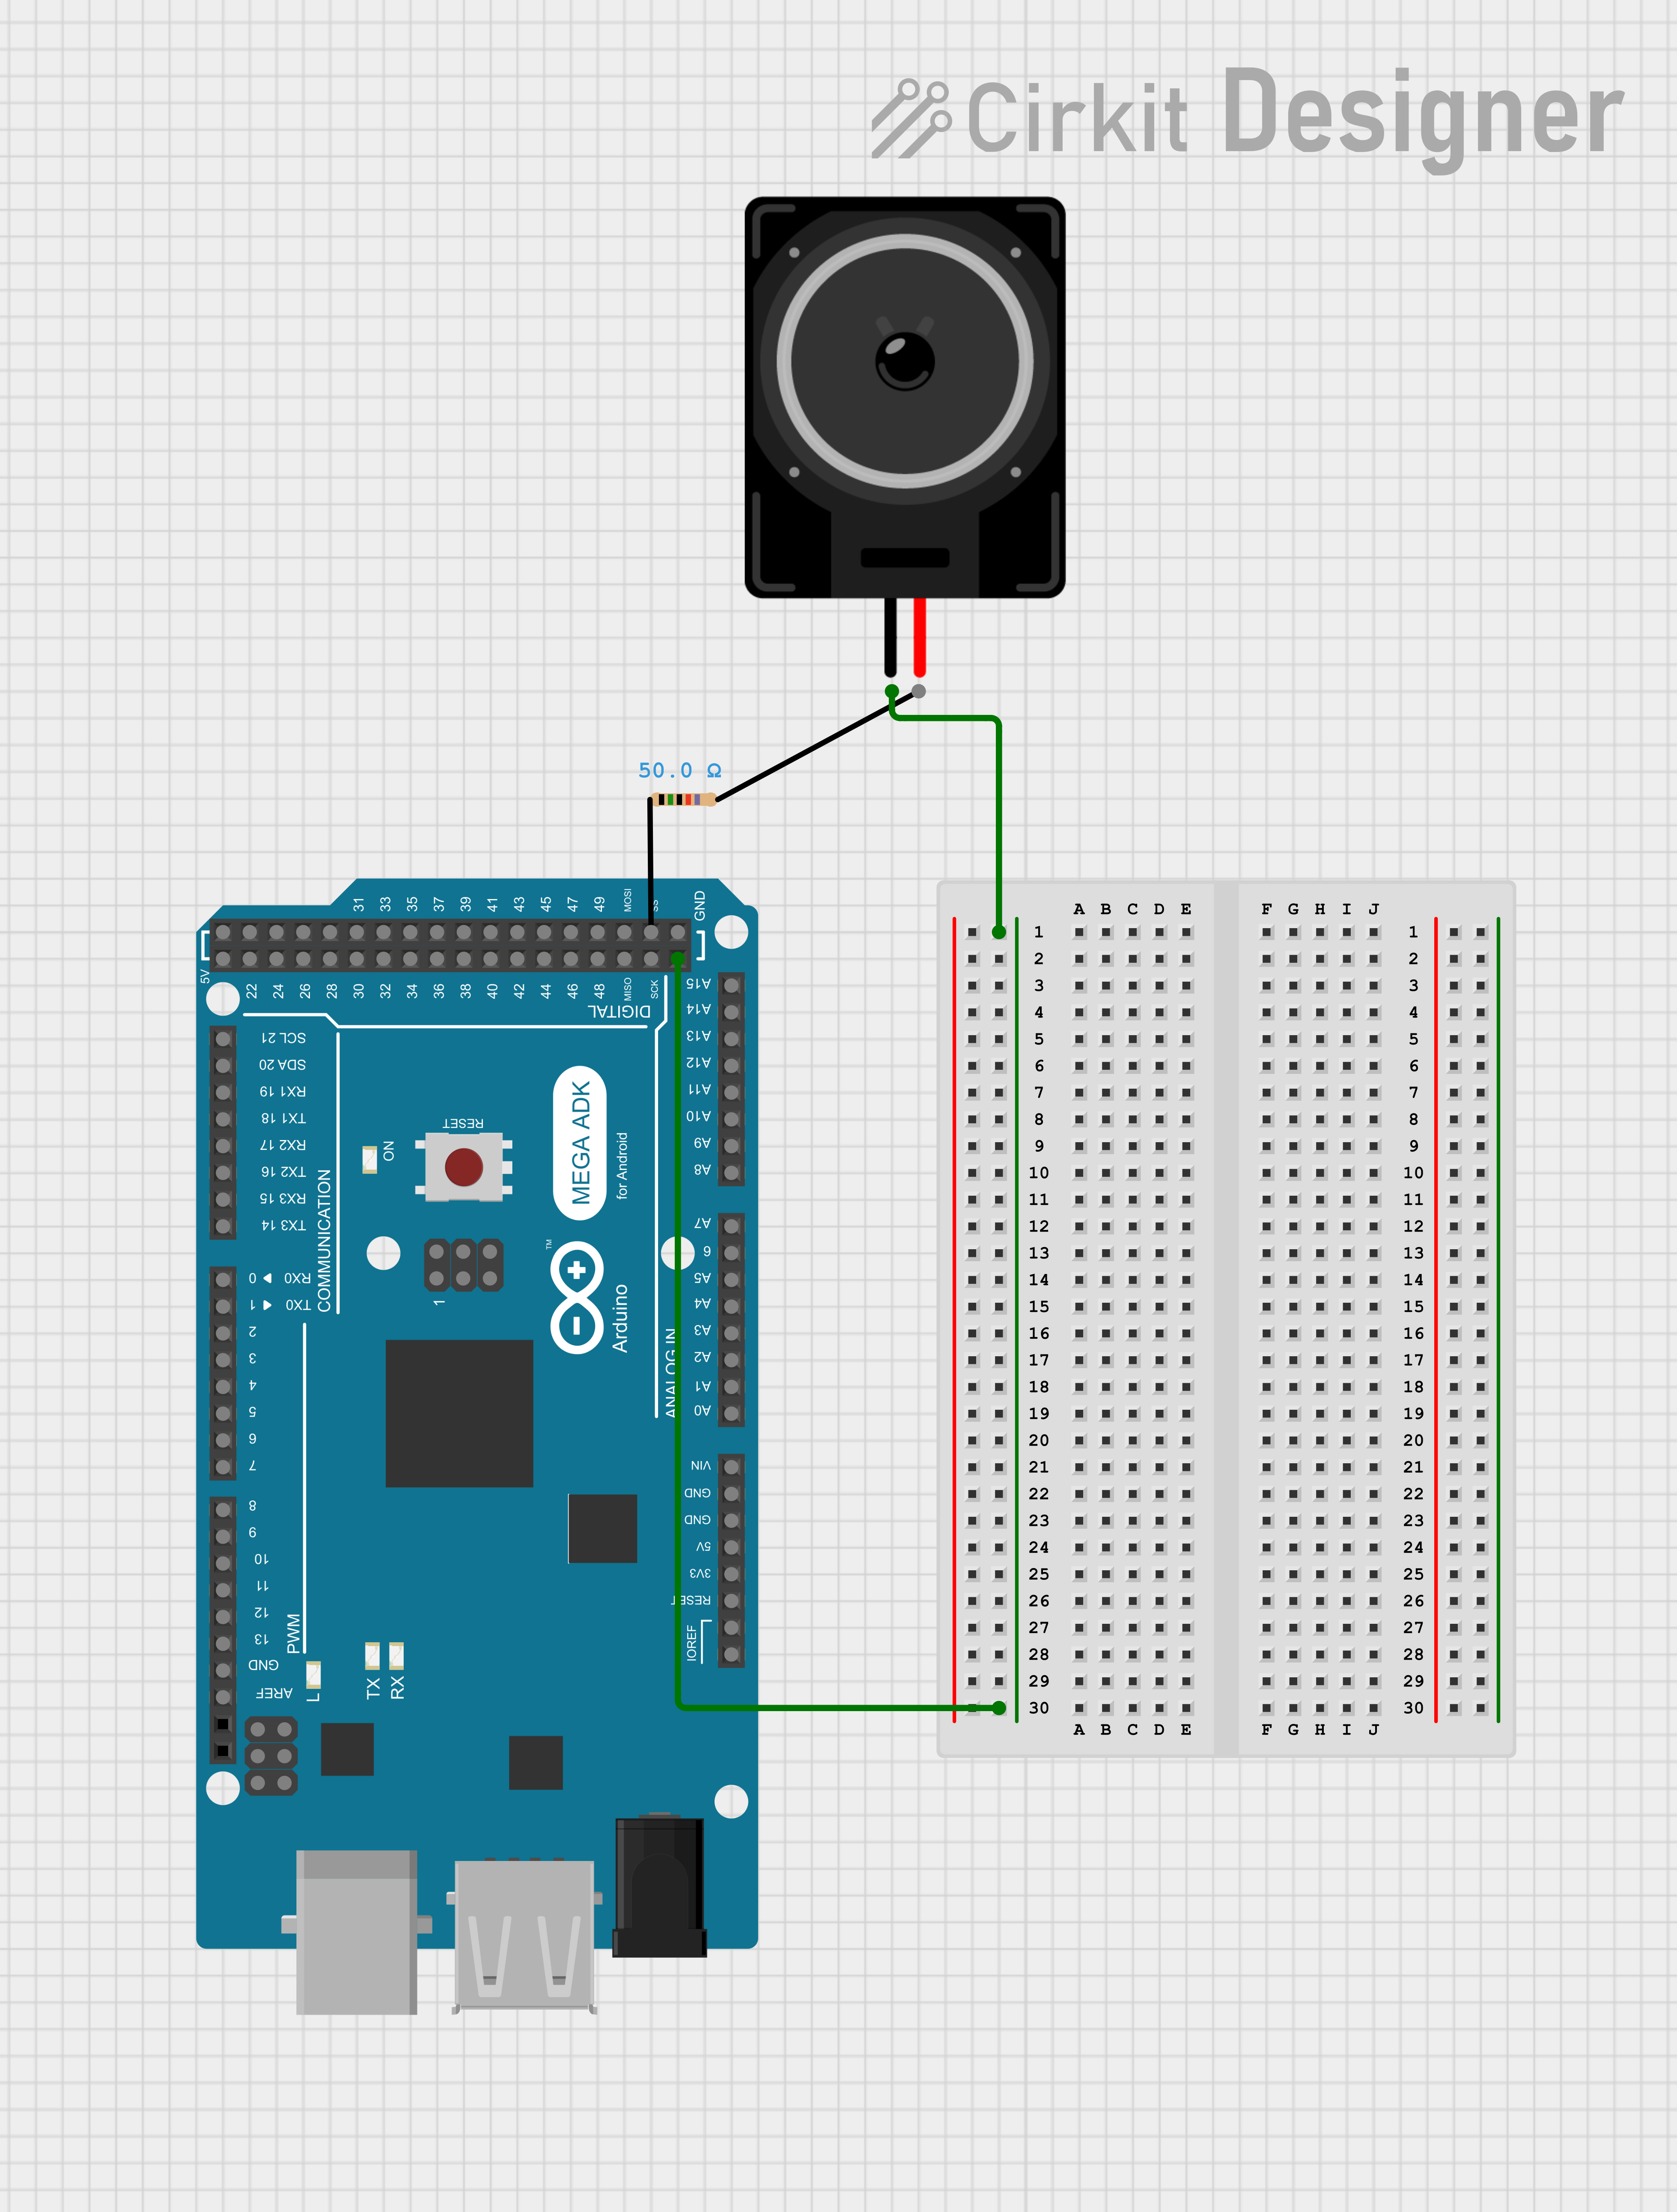 Cirkit Designer
50.0 Ω
31 33 35 37 39 41 43 45 47 49 MOSI SS GND
5V
22 24 26 28 30 32 34 36 38 40 42 44 46 48 MISO SCK
DIGITAL
SCL 21
SDA 20
RX1 19
TX1 18
RX2 17
TX2 16
RX3 15
TX3 14
COMMUNICATION
RX0 0
TX0 1
2
3
4
5
6
7
8
9
10
11
12
13
GND
AREF
PWM
L
TX
RX
ON
RESET
1
MEGA ADK
for Android
TM
Arduino
A15
A14
A13
A12
A11
A10
A9
A8
A7
6
A5
A4
A3
A2
A1
A0
ANALOG IN
VIN
GND
GND
5V
3V3
RESET
IOREF
A B C D E F G H I J
1 1
2 2
3 3
4 4
5 5
6 6
7 7
8 8
9 9
10 10
11 11
12 12
13 13
14 14
15 15
16 16
17 17
18 18
19 19
20 20
21 21
22 22
23 23
24 24
25 25
26 26
27 27
28 28
29 29
30 30
A B C D E F G H I J